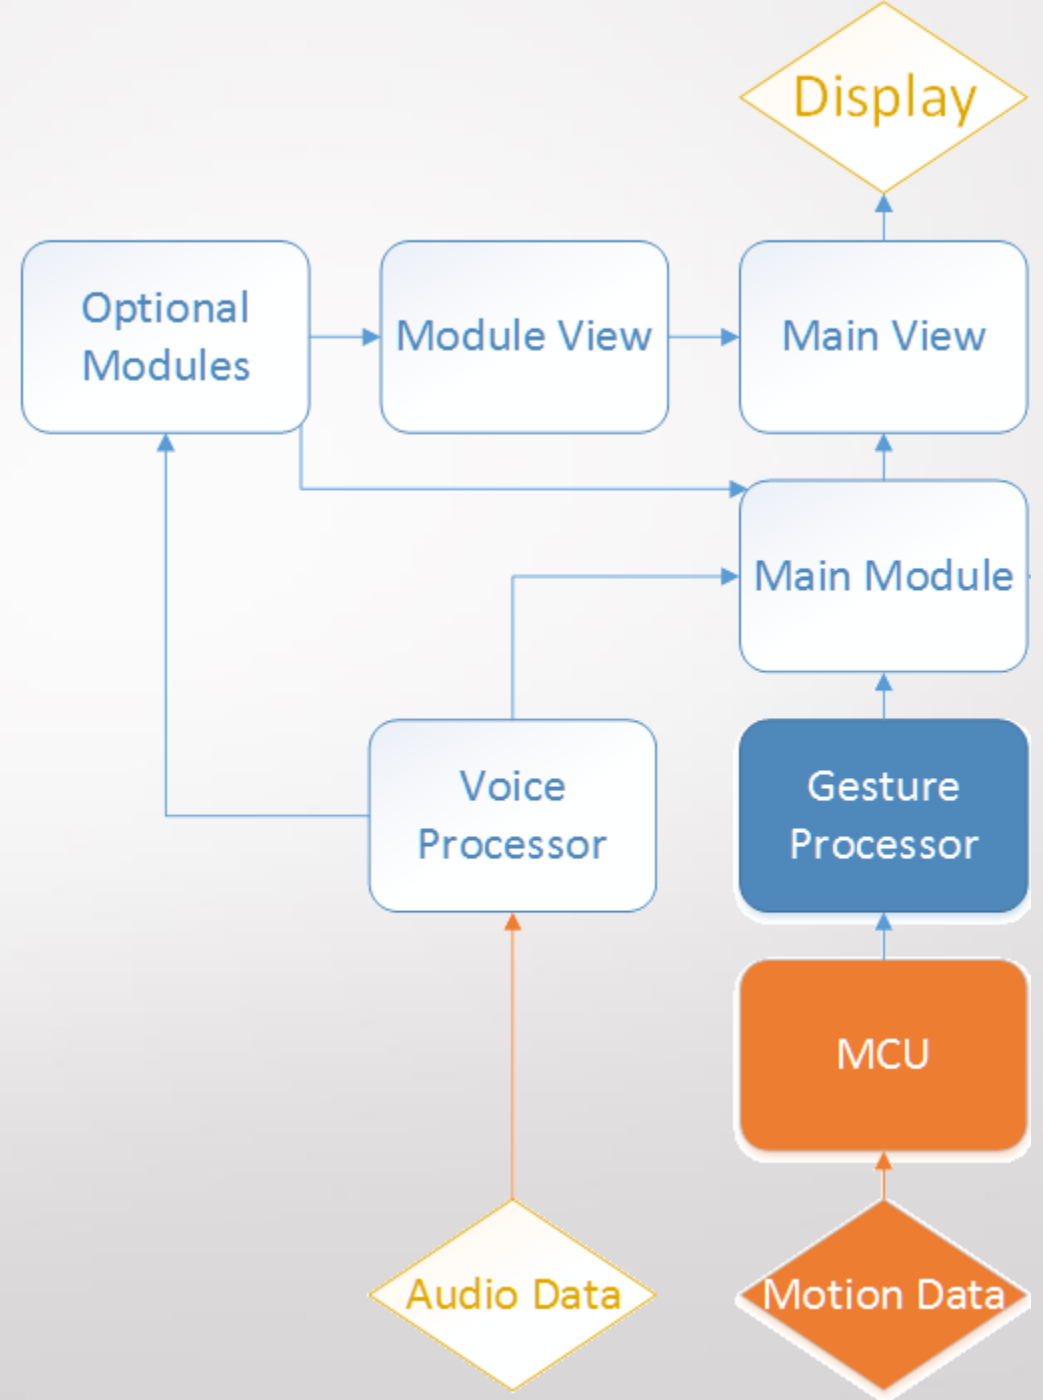 Display
Optional
Modules
Module View
Main View
Main Module
Voice
Processor
Gesture
Processor
MCU
Audio Data
Motion Data